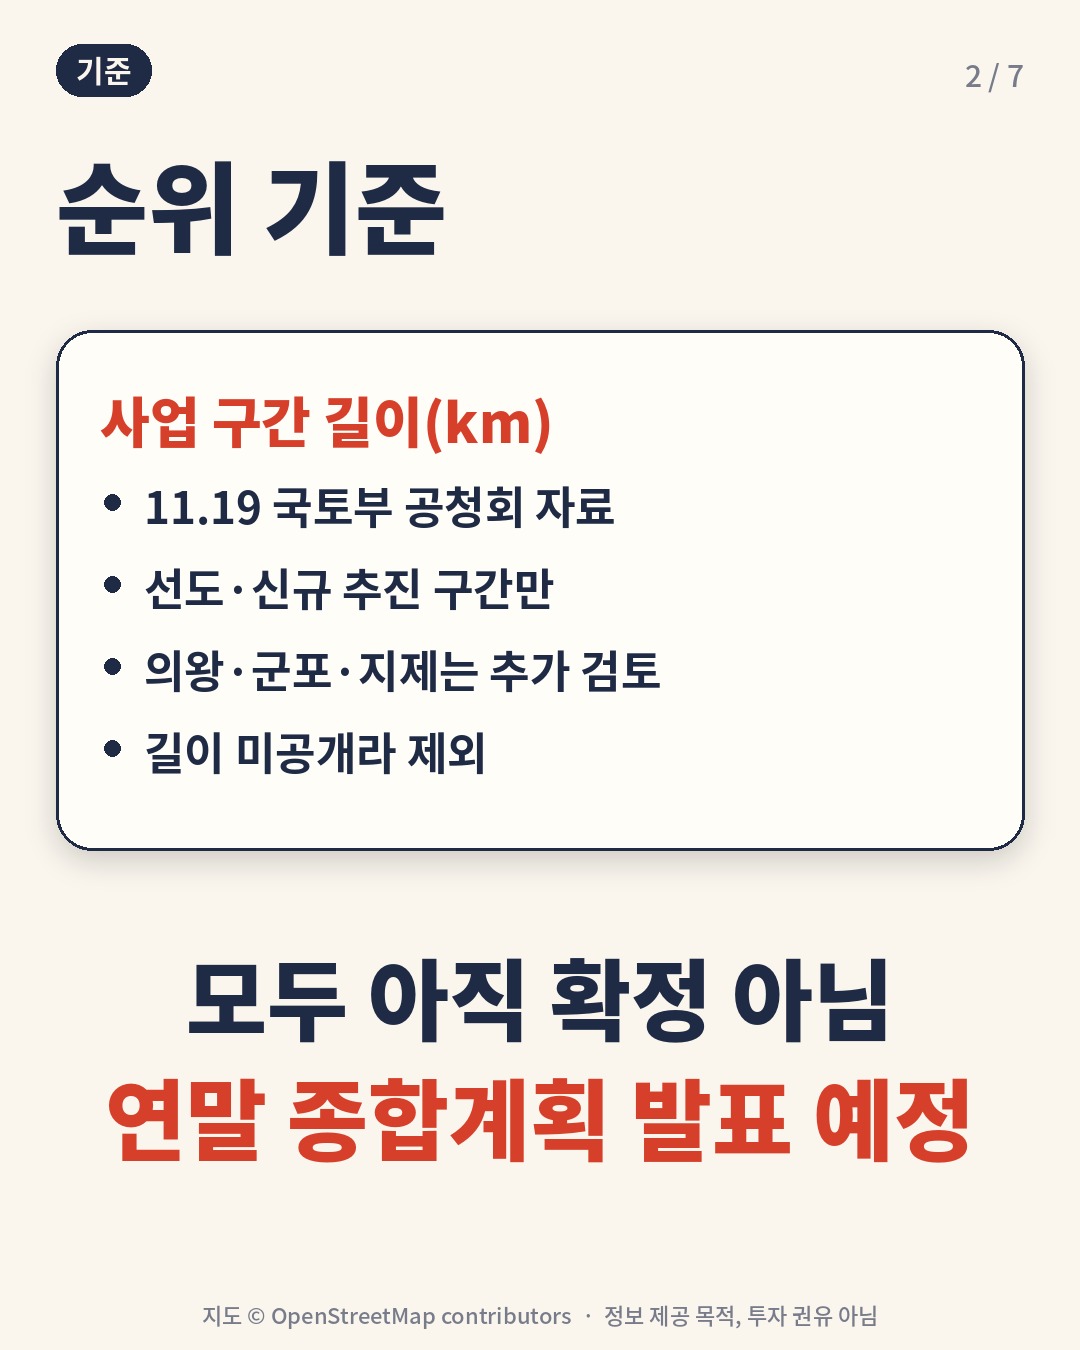 기준
2 / 7
순위 기준
사업 구간 길이(km)
• 11.19 국토부 공청회 자료
• 선도·신규 추진 구간만
• 의왕·군포·지제는 추가 검토
• 길이 미공개라 제외
모두 아직 확정 아님
연말 종합계획 발표 예정
지도 © OpenStreetMap contributors · 정보 제공 목적, 투자 권유 아님